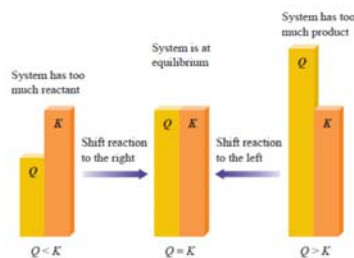 System has too
much reactant
System is at
equilibrium
System has too
much product
Q
K
Shift reaction
to the right
Q
K
Shift reaction
to the left
Q
K
Q < K
Q = K
Q > K